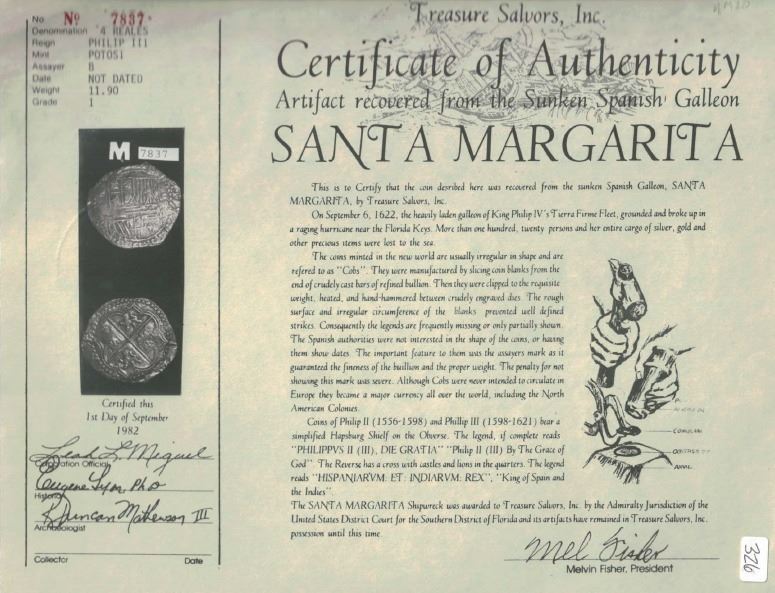 No Nº 7837
Denomination 4 REALES
Reign PHILIP III
Mint POTOSI
Assayer B
Date NOT DATED
Weight 11.90
Grade 1
M 7837
Certified this
1st Day of September
1982
Leah L. Miguel
Corporation Official
Eugene Lyon, PhD
Historian
R. Duncan Mathewson III
Archaeologist
Collector Date
Treasure Salvors, Inc.
Certificate of Authenticity
Artifact recovered from the Sunken Spanish Galleon
SANTA MARGARITA
This is to Certify that the coin desribed here was recovered from the sunken Spanish Galleon, SANTA
MARGARITA, by Treasure Salvors, Inc.
On September 6, 1622, the heavily laden galleon of King Philip IV's Tierra Firme Fleet, grounded and broke up in
a raging hurricane near the Florida Keys. More than one hundred, twenty persons and her entire cargo of silver, gold and
other precious items were lost to the sea.
The coins minted in the new world are usually irregular in shape and are
refered to as "Cobs". They were manufactured by slicing coin blanks from the
end of crudely cast bars of refined bullion. Then they were clipped to the requisite
weight, heated, and hand-hammered between crudely engraved dies. The rough
surface and irregular circumference of the blanks prevented well defined
strikes. Consequently the legends are frequently missing or only partially shown.
The Spanish authorities were not interested in the shape of the coins, or having
them show dates. The important feature to them was the assayers mark as it
guaranteed the fineness of the buillion and the proper weight. The penalty for not
showing this mark was severe. Although Cobs were never intended to circulate in
Europe they became a major currency all over the world, including the North
American Colonies.
Coins of Philip II (1556-1598) and Phillip III (1598-1621) bear a
simplified Hapsburg Shielf on the Obverse. The legend, if complete reads
"PHILIPPVS II (III), DIE GRATIA" "Philip II (III) By The Grace of
God". The Reverse has a cross with castles and lions in the quarters. The legend
reads "HISPANIARVM ET INDIARVM REX", "King of Spain and
the Indies".
The SANTA MARGARITA Shipwreck was awarded to Treasure Salvors, Inc. by the Admiralty Jurisdiction of the
United States District Court for the Southern District of Florida and its artifacts have remained in Treasure Salvors, Inc.
possession until this time.
ANVIL
Mel Fisher
Melvin Fisher, President
326